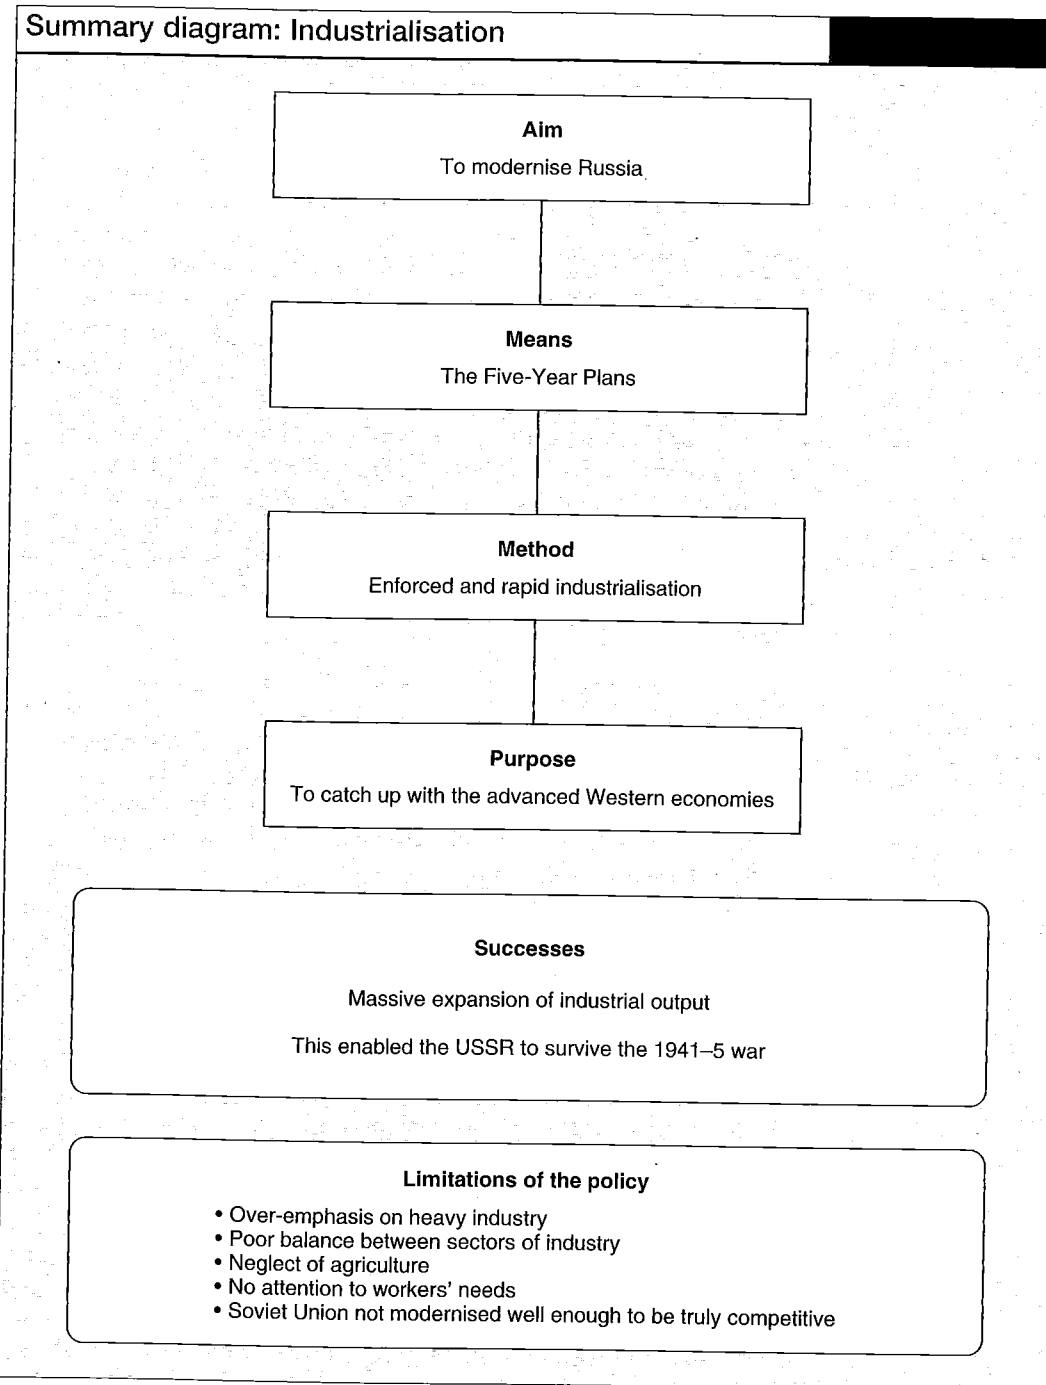 Summary diagram: Industrialisation
Aim
To modernise Russia
Means
The Five-Year Plans
Method
Enforced and rapid industrialisation
Purpose
To catch up with the advanced Western economies
Successes
Massive expansion of industrial output
This enabled the USSR to survive the 1941–5 war
Limitations of the policy
• Over-emphasis on heavy industry
• Poor balance between sectors of industry
• Neglect of agriculture
• No attention to workers' needs
• Soviet Union not modernised well enough to be truly competitive